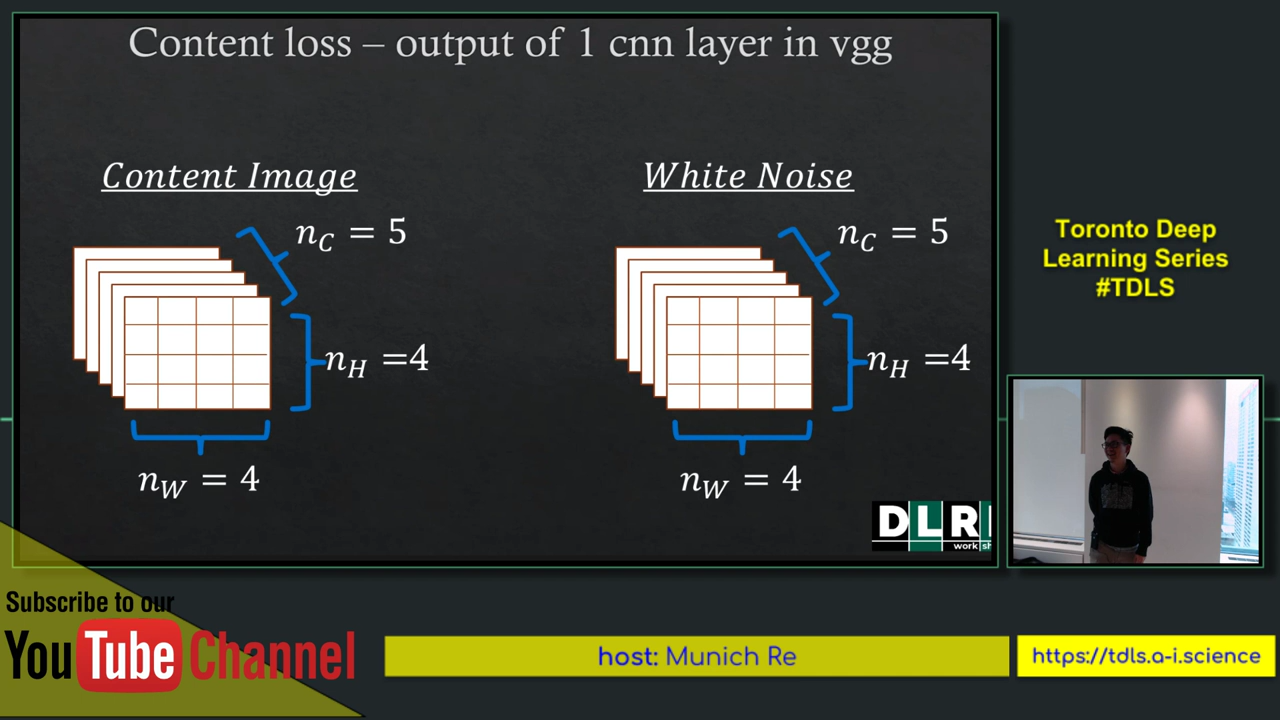 Content loss – output of 1 cnn layer in vgg
Content Image
n_C = 5
n_H =4
n_W = 4
White Noise
n_C = 5
n_H =4
n_W = 4
DLR
work
Toronto Deep
Learning Series
#TDLS
Subscribe to our
YouTube Channel
host: Munich Re
https://tdls.a-i.science